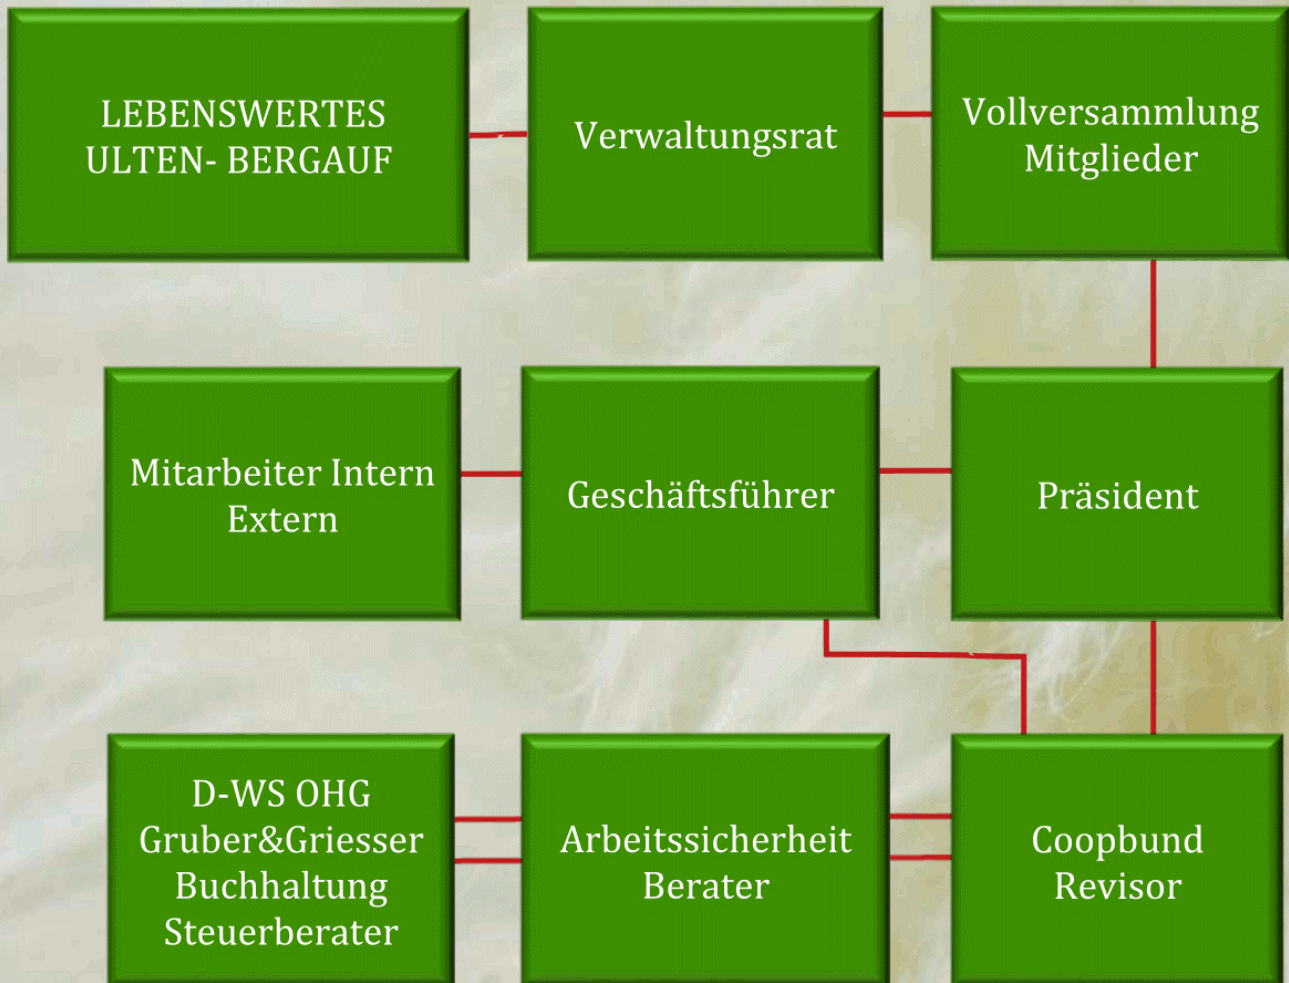 LEBENSWERTES
ULTEN- BERGAUF
Verwaltungsrat
Vollversammlung
Mitglieder
Mitarbeiter Intern
Extern
Geschäftsführer
Präsident
D-WS OHG
Gruber&Griesser
Buchhaltung
Steuerberater
Arbeitssicherheit
Berater
Coopbund
Revisor